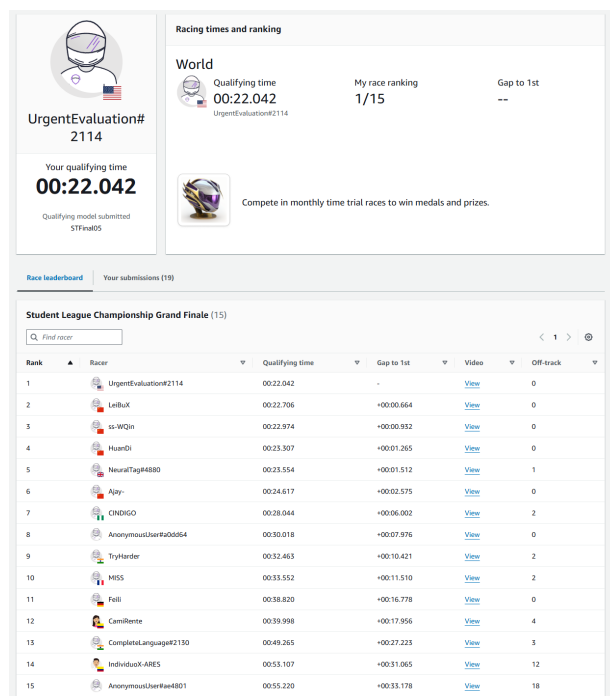 UrgentEvaluation#
2114
Your qualifying time
00:22.042
Qualifying model submitted
STFinal05
Racing times and ranking
World
Qualifying time
00:22.042
UrgentEvaluation#2114
My race ranking
1/15
Gap to 1st
--
Compete in monthly time trial races to win medals and prizes.
Race leaderboard Your submissions (19)
Student League Championship Grand Finale (15)
Find racer 1
Rank Racer Qualifying time Gap to 1st Video Off-track
1 UrgentEvaluation#2114 00:22.042 - View 0
2 LeiBuX 00:22.706 +00:00.664 View 0
3 ss-WQin 00:22.974 +00:00.932 View 0
4 HuanDi 00:23.307 +00:01.265 View 0
5 NeuralTag#4880 00:23.554 +00:01.512 View 1
6 Ajay- 00:24.617 +00:02.575 View 0
7 CINDIGO 00:28.044 +00:06.002 View 2
8 AnonymousUser#a0dd64 00:30.018 +00:07.976 View 0
9 TryHarder 00:32.463 +00:10.421 View 2
10 MISS 00:33.552 +00:11.510 View 2
11 Feili 00:38.820 +00:16.778 View 0
12 CamiRente 00:39.998 +00:17.956 View 4
13 CompleteLanguage#2130 00:49.265 +00:27.223 View 3
14 IndividuoX-ARES 00:53.107 +00:31.065 View 12
15 AnonymousUser#ae4801 00:55.220 +00:33.178 View 18